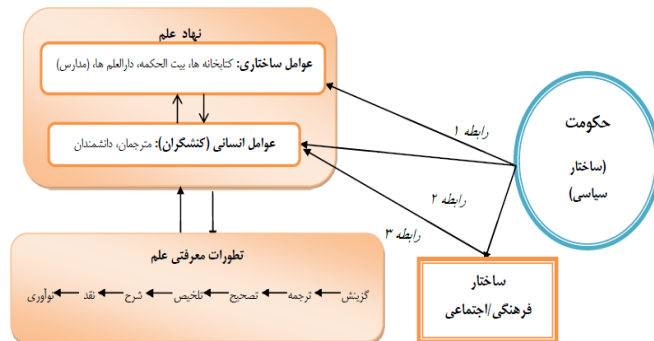 نهاد علم
عوامل ساختاری: کتابخانه ها، بیت الحکمه، دارالعلم ها، (مدارس)
عوامل انسانی (کنشگران): مترجمان، دانشمندان
حکومت
(ساختار
سیاسی)
رابطه ۱
رابطه ۲
رابطه ۳
ساختار
فرهنگی/اجتماعی
تطورات معرفتی علم
گزینش ترجمه تصحیح تلخیص شرح نقد نوآوری